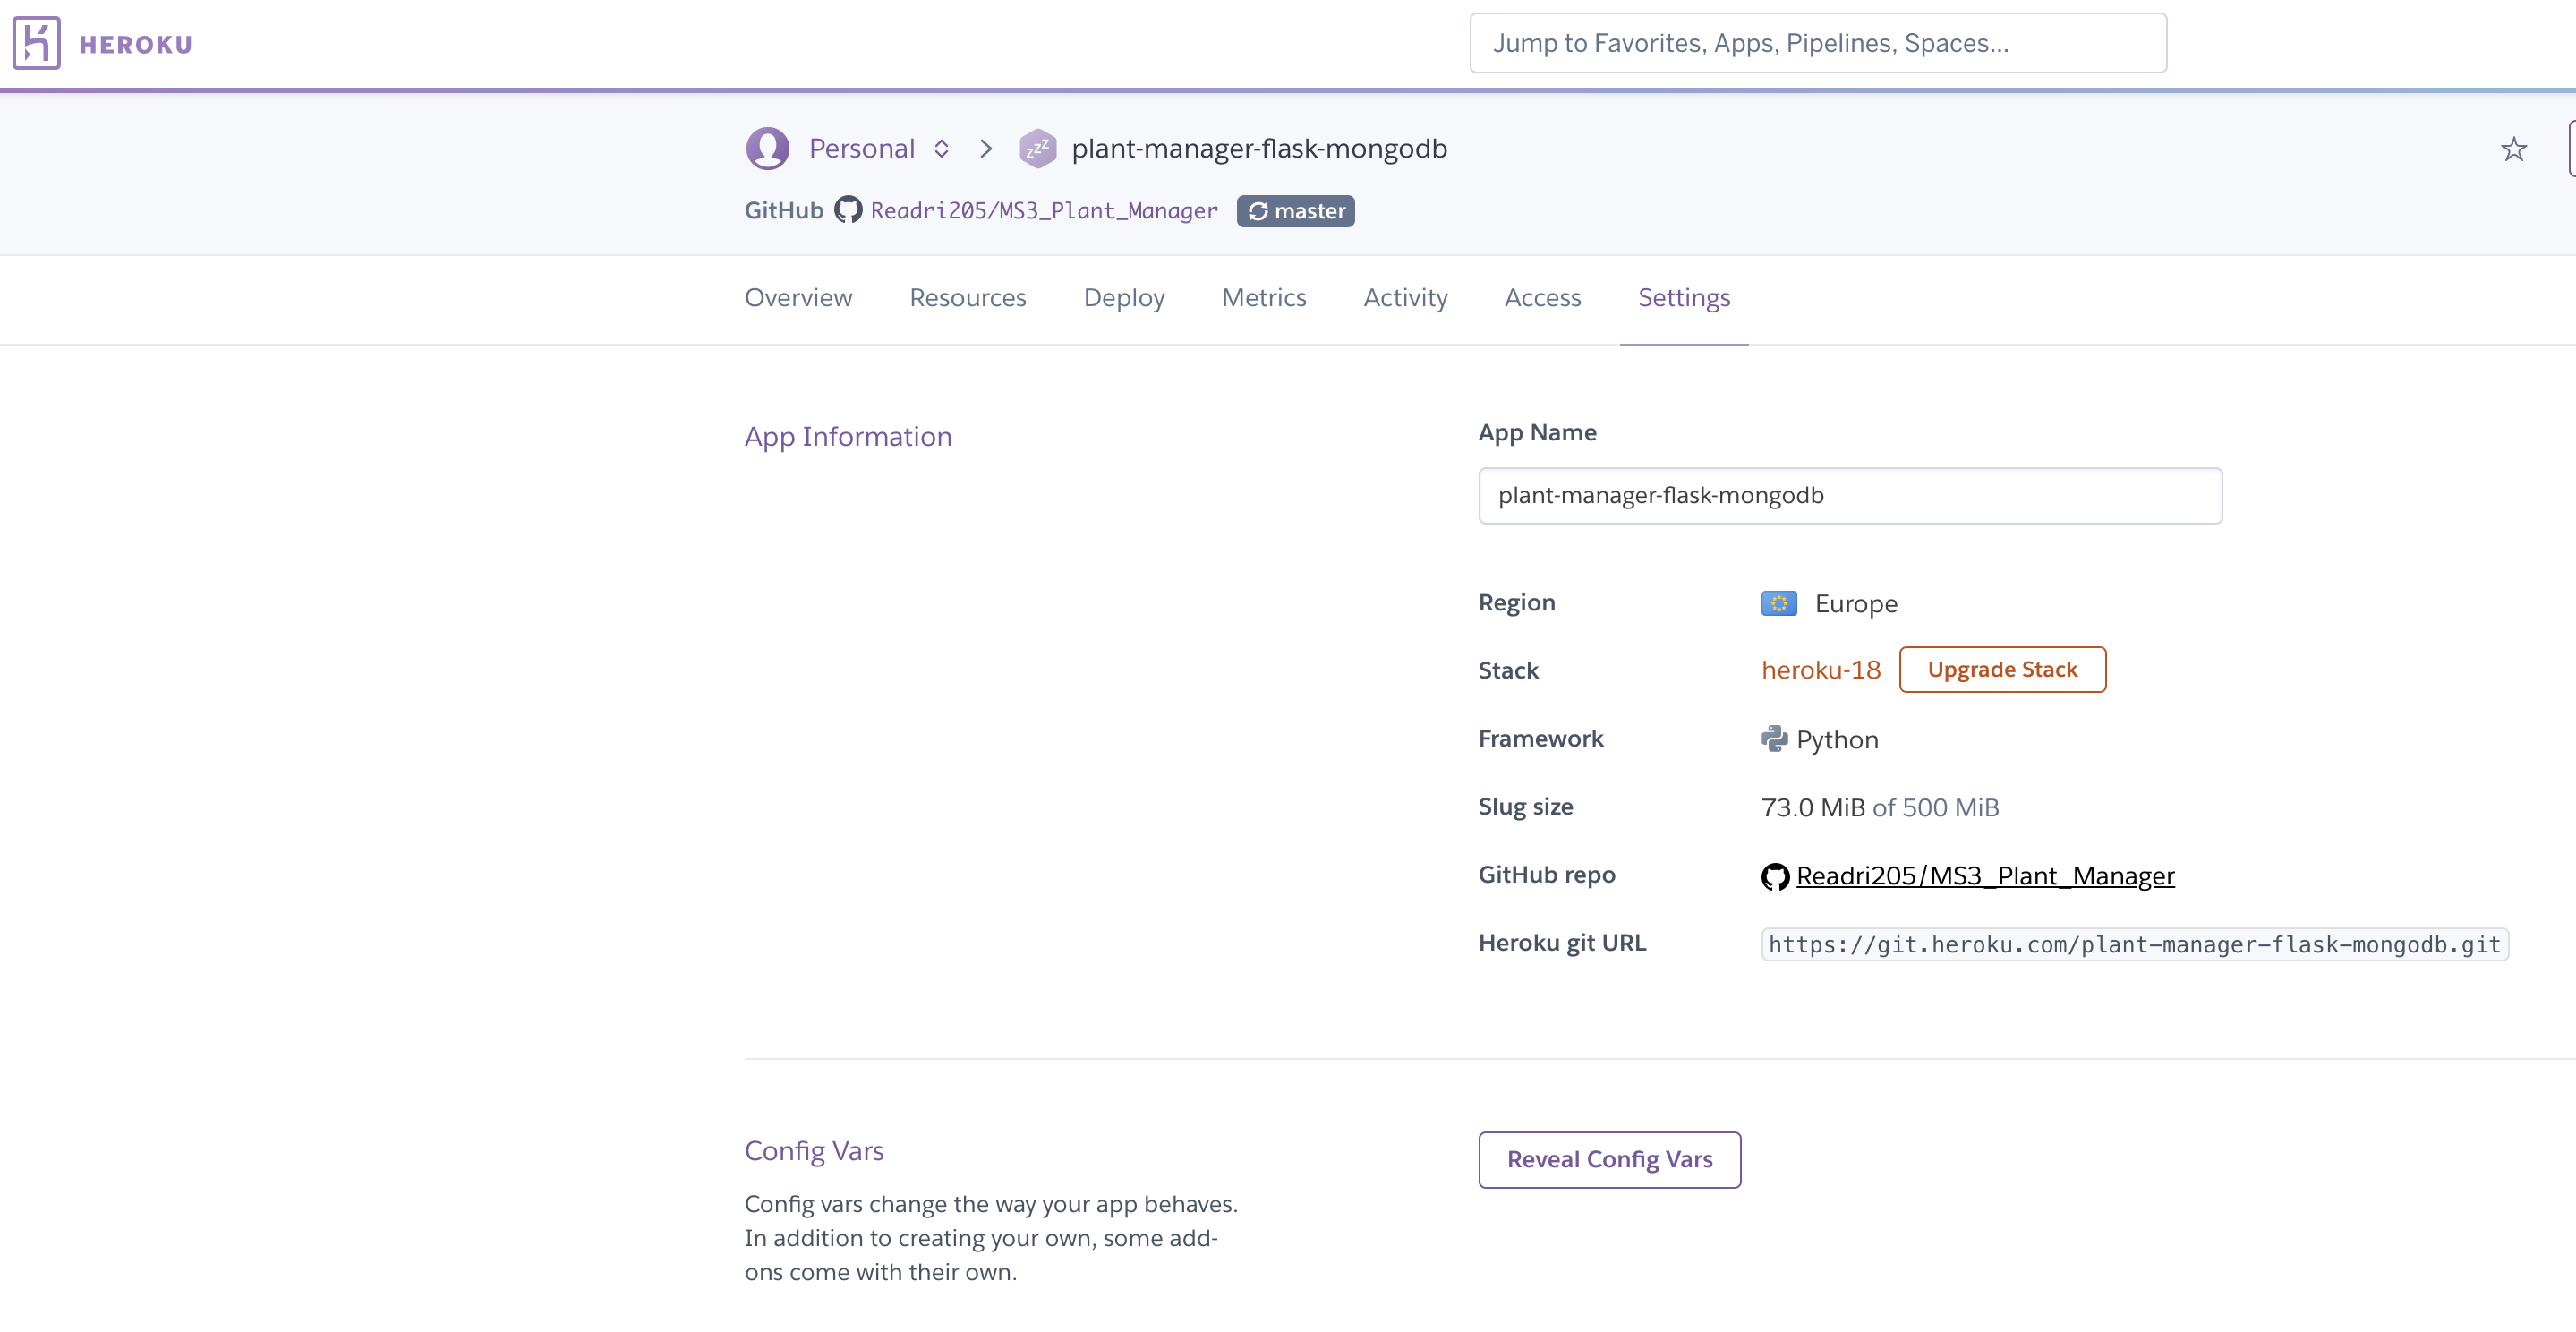 HEROKU
Jump to Favorites, Apps, Pipelines, Spaces...
Personal
zzz
plant-manager-flask-mongodb
GitHub Readri205/MS3_Plant_Manager master
Overview Resources Deploy Metrics Activity Access Settings
App Information
App Name
plant-manager-flask-mongodb
Region Europe
Stack heroku-18 Upgrade Stack
Framework Python
Slug size 73.0 MiB of 500 MiB
GitHub repo Readri205/MS3_Plant_Manager
Heroku git URL https://git.heroku.com/plant-manager-flask-mongodb.git
Config Vars
Config vars change the way your app behaves.
In addition to creating your own, some add-
ons come with their own.
Reveal Config Vars